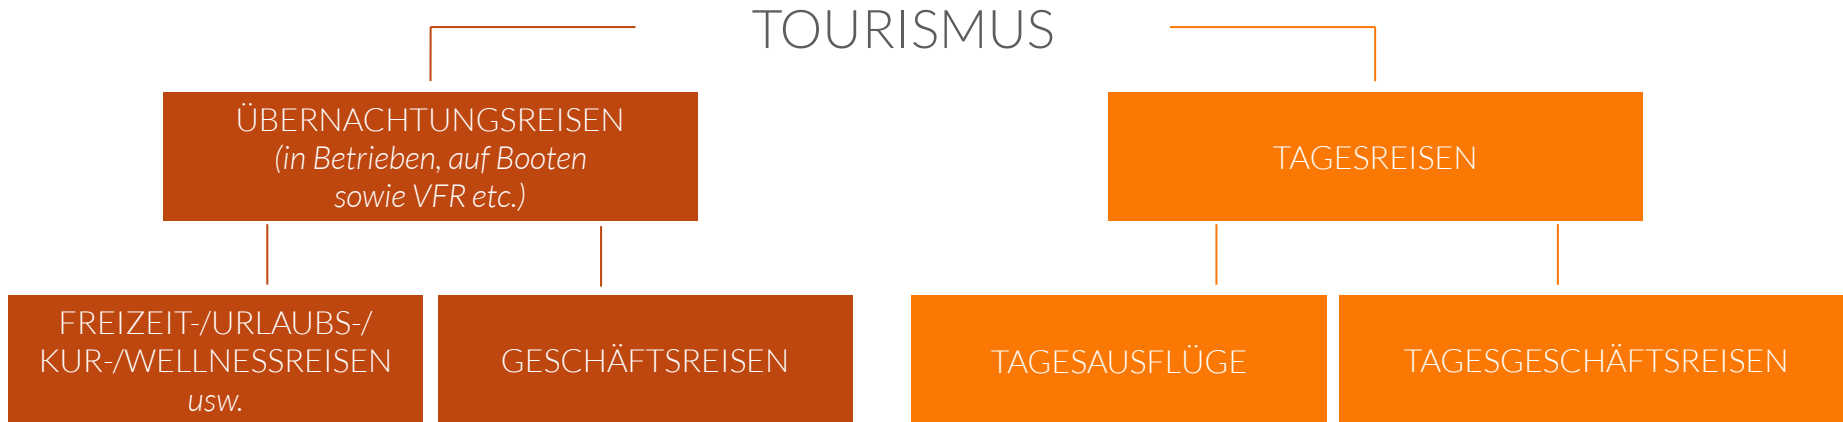 TOURISMUS
ÜBERNACHTUNGSREISEN
(in Betrieben, auf Booten
sowie VFR etc.)
TAGESREISEN
FREIZEIT-/URLAUBS-/
KUR-/WELLNESSREISEN
usw.
GESCHÄFTSREISEN
TAGESAUSFLÜGE
TAGESGESCHÄFTSREISEN